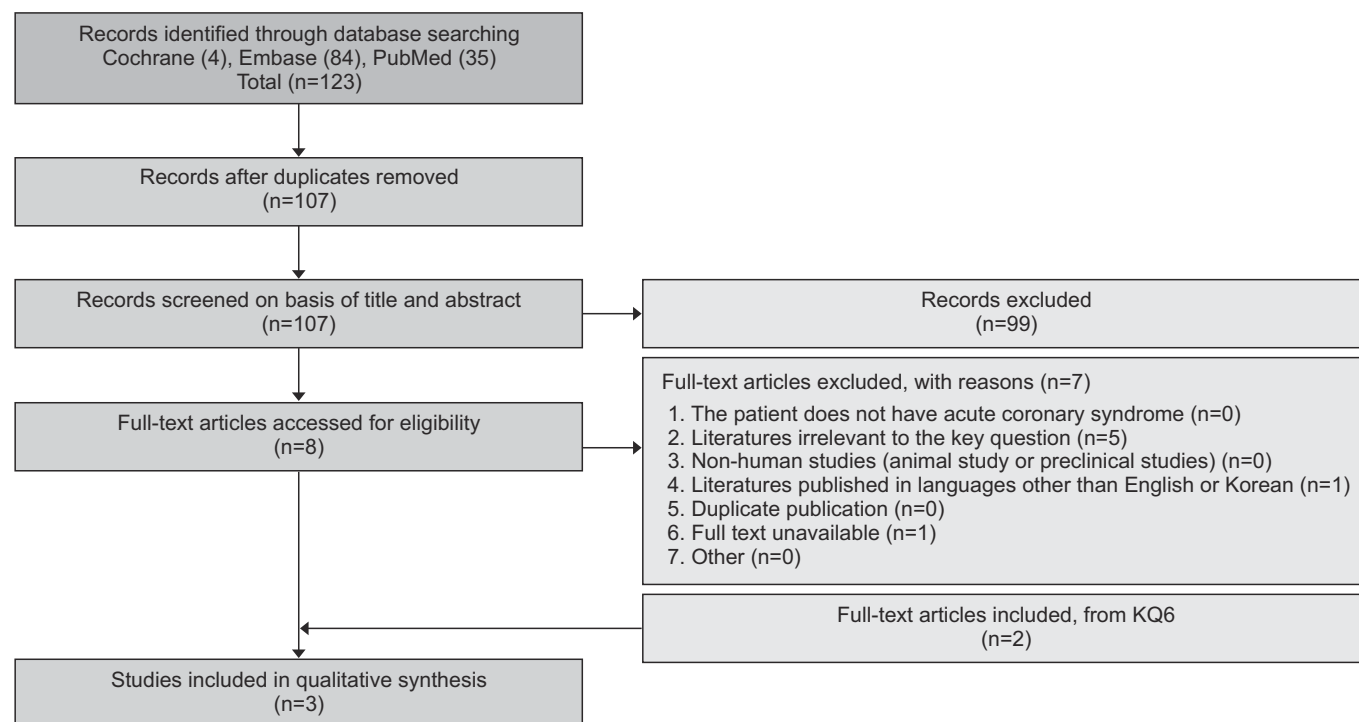 Records identified through database searching
Cochrane (4), Embase (84), PubMed (35)
Total (n=123)
Records after duplicates removed
(n=107)
Records screened on basis of title and abstract
(n=107)
Records excluded
(n=99)
Full-text articles accessed for eligibility
(n=8)
Full-text articles excluded, with reasons (n=7)
1. The patient does not have acute coronary syndrome (n=0)
2. Literatures irrelevant to the key question (n=5)
3. Non-human studies (animal study or preclinical studies) (n=0)
4. Literatures published in languages other than English or Korean (n=1)
5. Duplicate publication (n=0)
6. Full text unavailable (n=1)
7. Other (n=0)
Full-text articles included, from KQ6
(n=2)
Studies included in qualitative synthesis
(n=3)